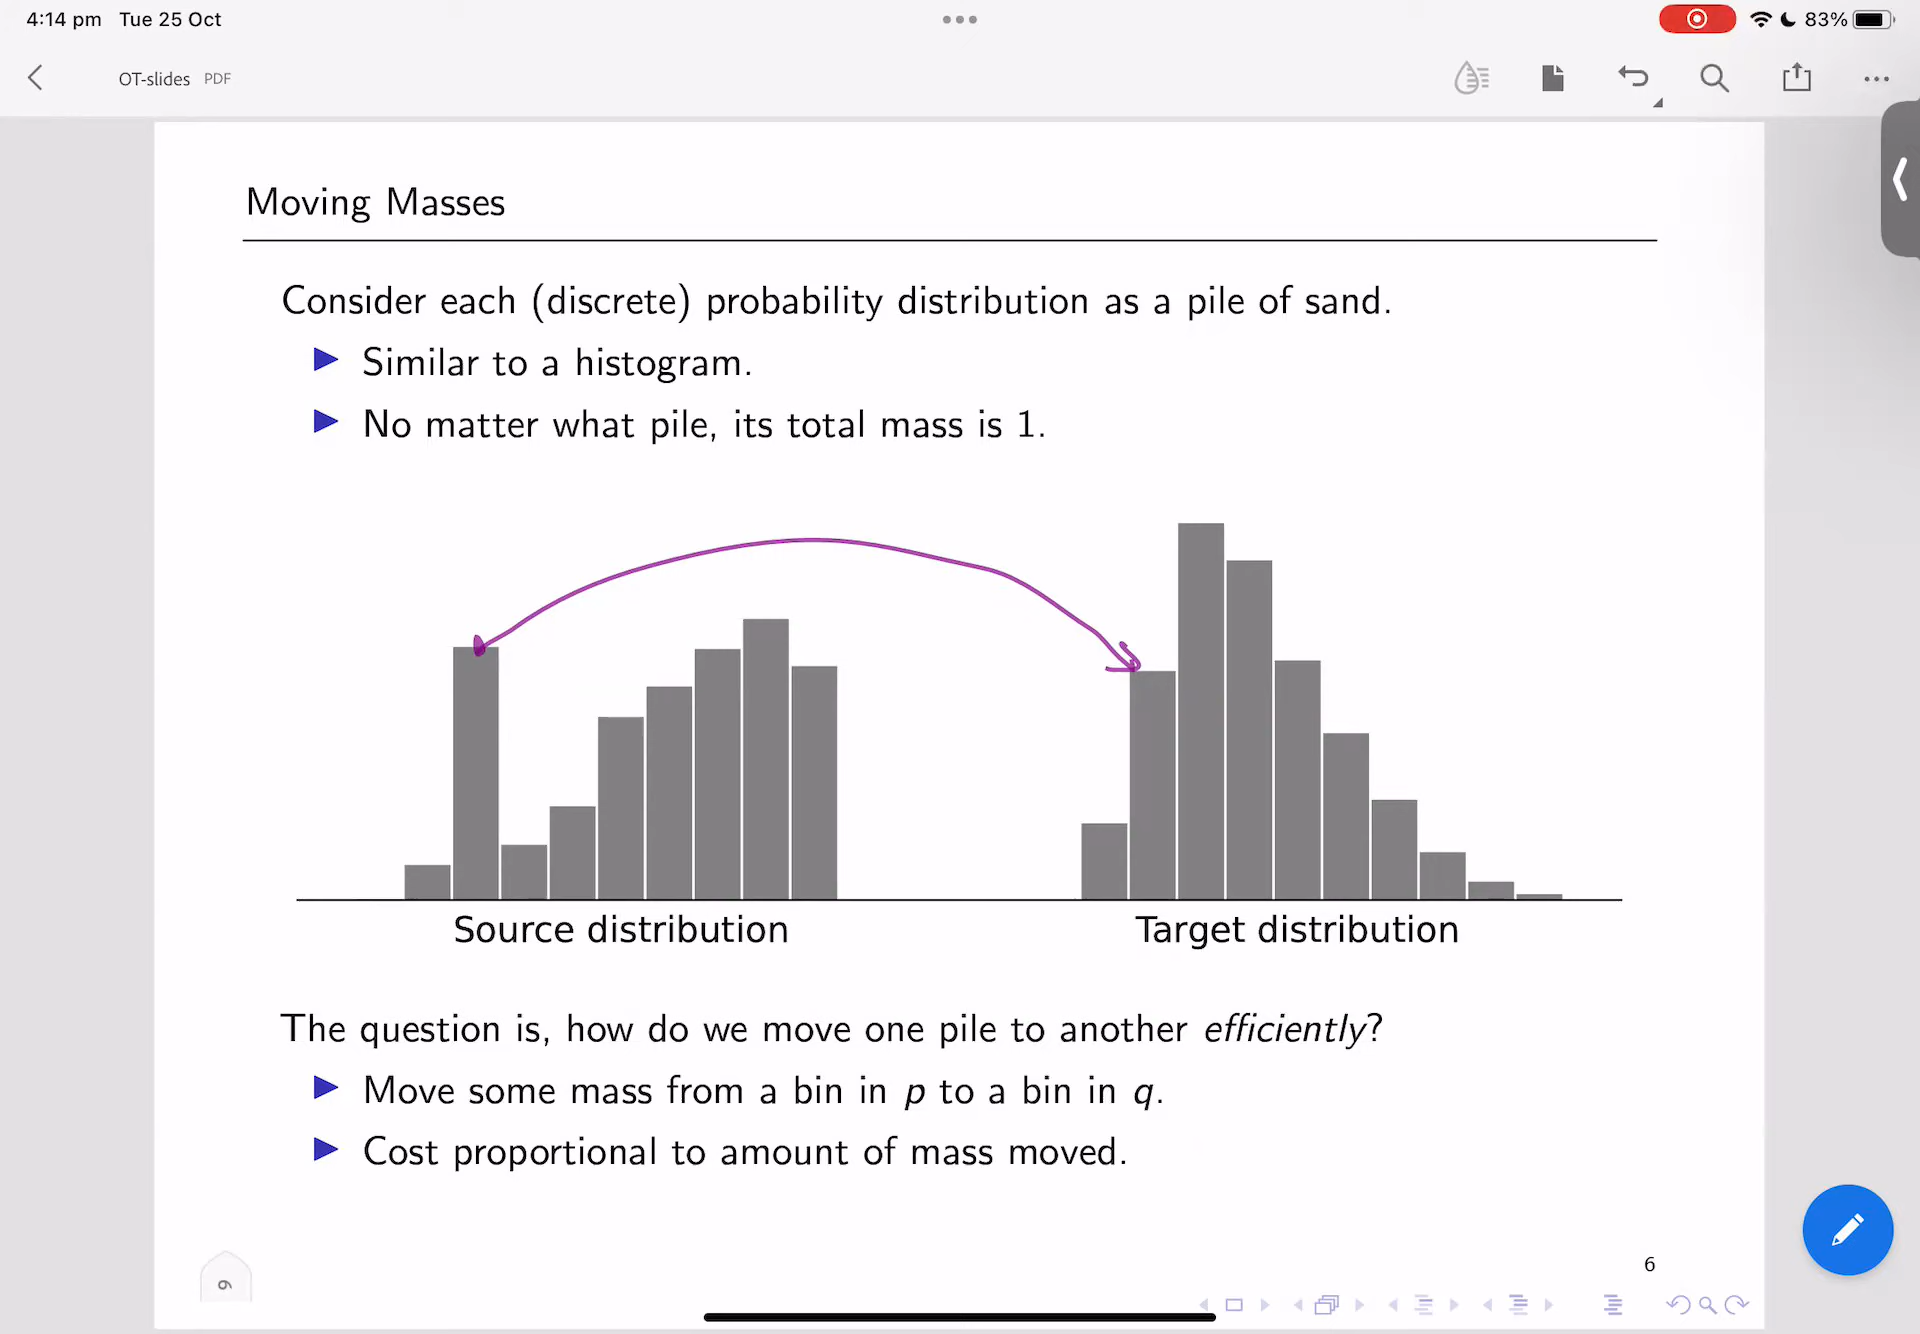 4:14 pm Tue 25 Oct
83%
OT-slides PDF
Moving Masses
Consider each (discrete) probability distribution as a pile of sand.
Similar to a histogram.
No matter what pile, its total mass is 1.
Source distribution
Target distribution
The question is, how do we move one pile to another efficiently?
Move some mass from a bin in p to a bin in q.
Cost proportional to amount of mass moved.
6
6